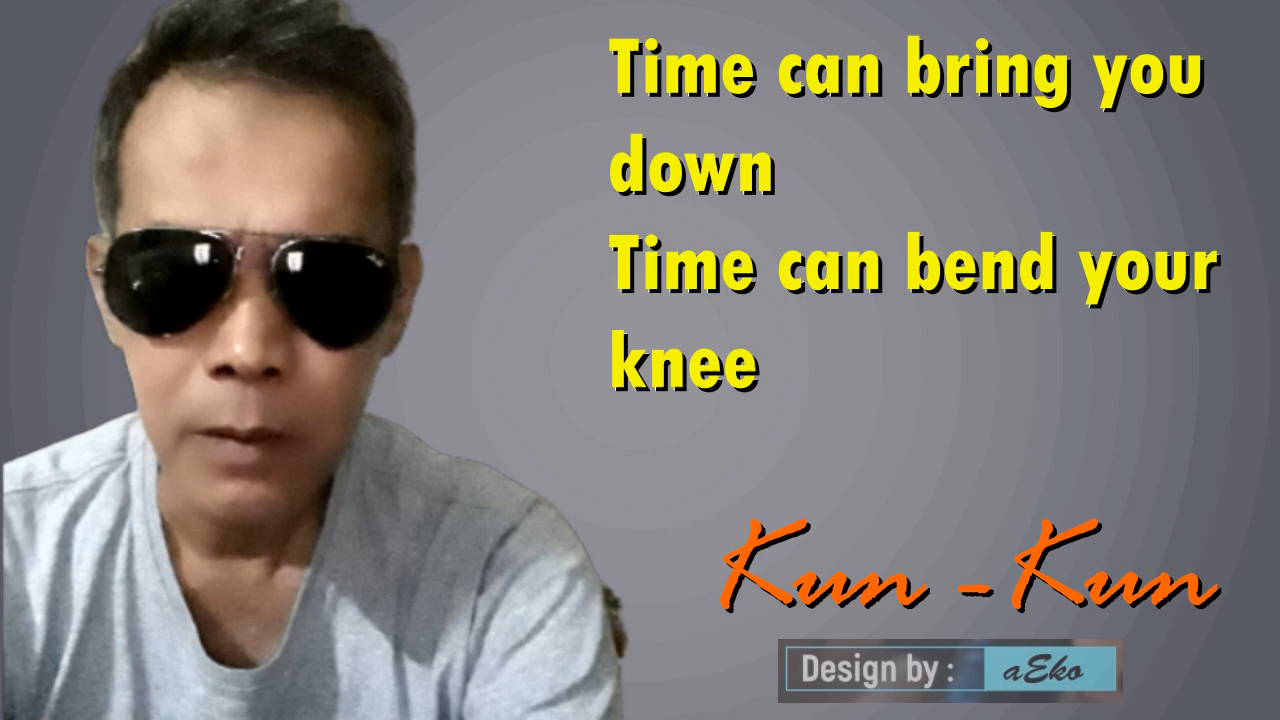 Time can bring you
down
Time can bend your
knee
Kun - Kun
Design by : aEko